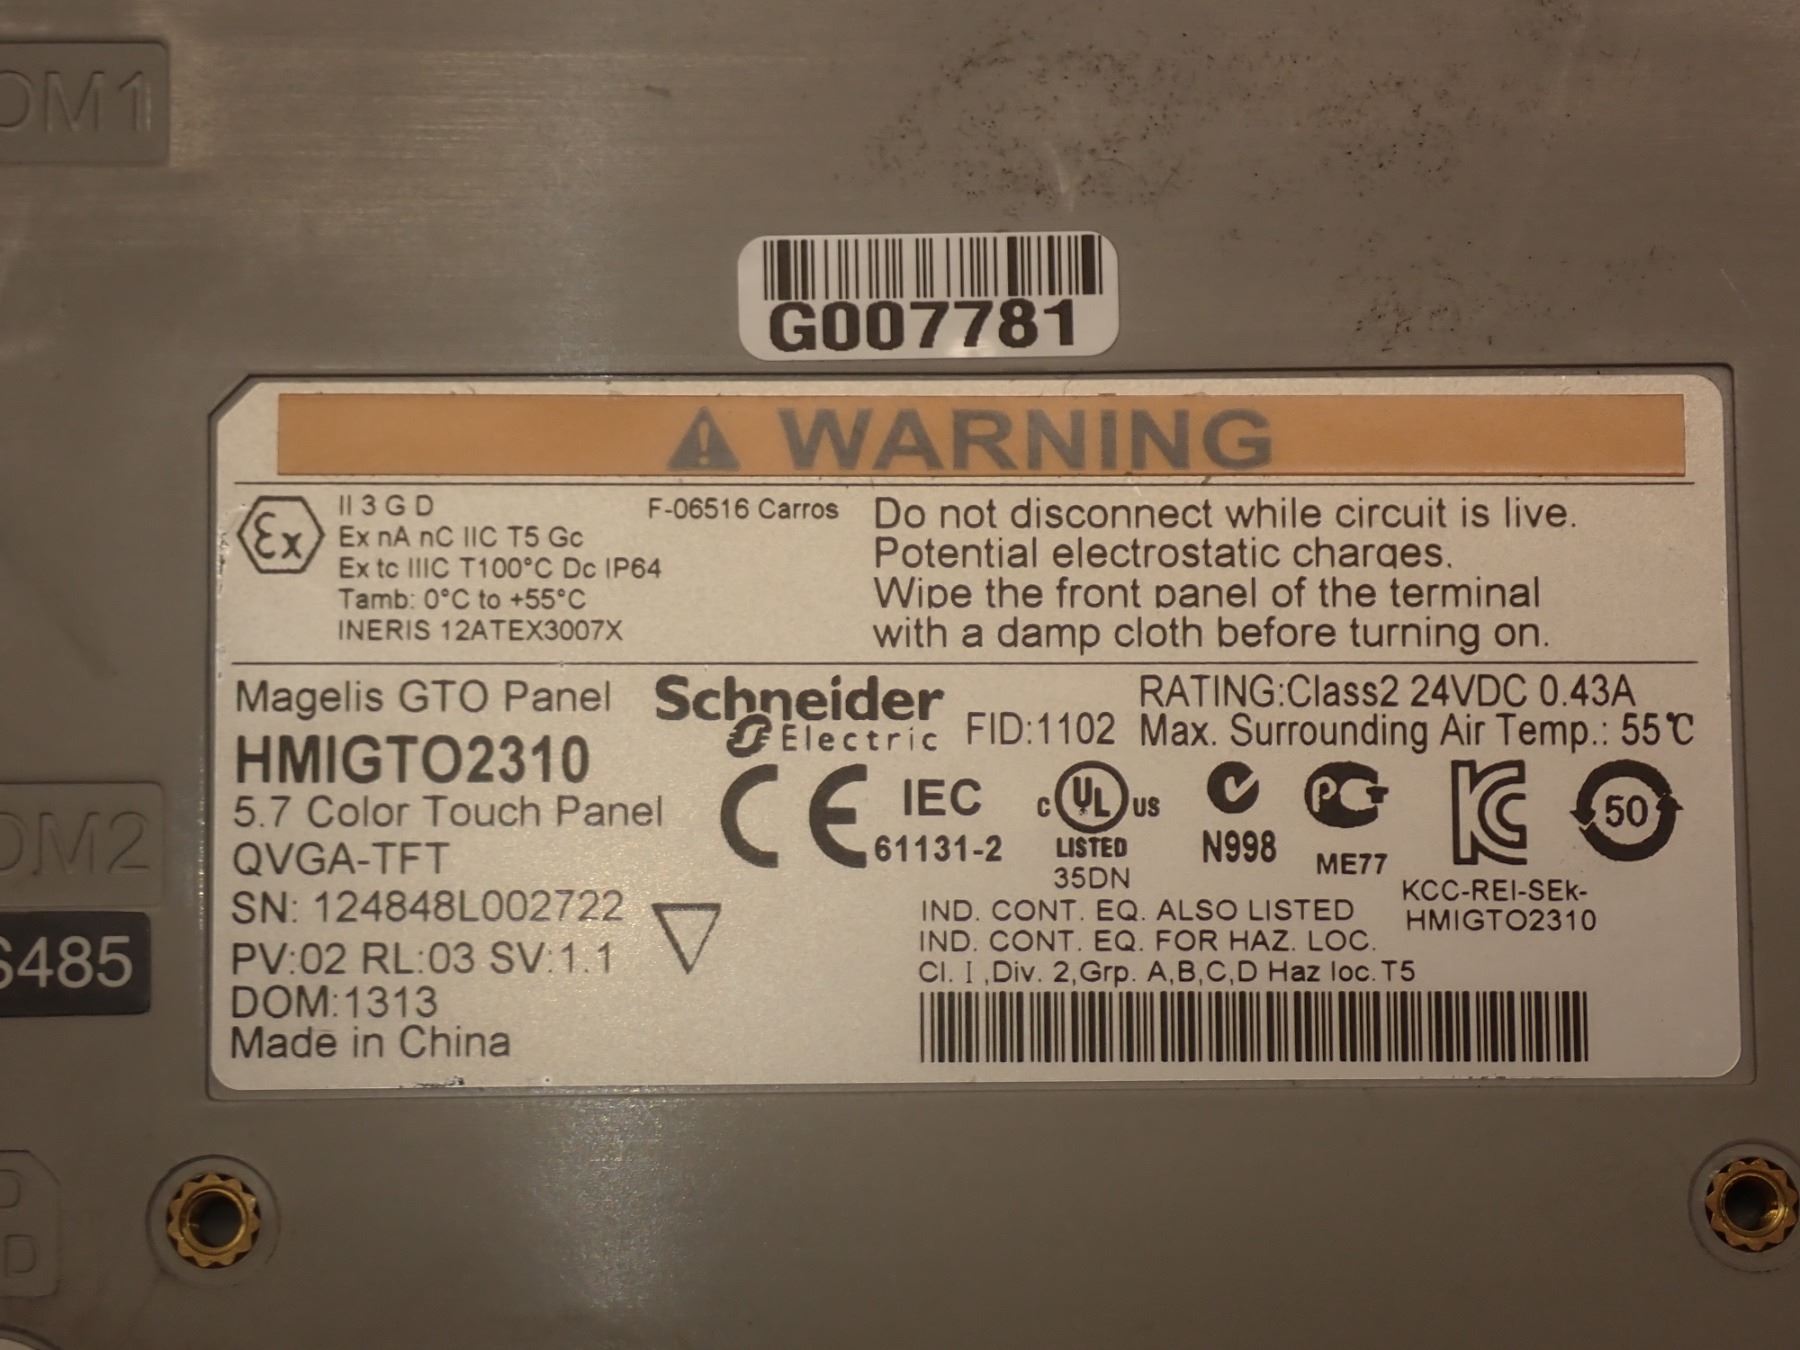 OM1
G007781
WARNING
Ex
II 3 G D
Ex nA nC IIC T5 Gc
Ex tc IIIC T100°C Dc IP64
Tamb: 0°C to +55°C
INERIS 12ATEX3007X
F-06516 Carros
Do not disconnect while circuit is live.
Potential electrostatic charges.
Wipe the front panel of the terminal
with a damp cloth before turning on.
Magelis GTO Panel
HMIGTO2310
5.7 Color Touch Panel
QVGA-TFT
SN: 124848L002722
PV:02 RL:03 SV:1.1
DOM:1313
Made in China
Schneider
Electric
FID:1102
RATING:Class2 24VDC 0.43A
Max. Surrounding Air Temp.: 55℃
CE
IEC
61131-2
C UL US
LISTED
35DN
N998
PG
ME77
KC
KCC-REI-SEk-
HMIGTO2310
50
IND. CONT. EQ. ALSO LISTED
IND. CONT. EQ. FOR HAZ. LOC.
Cl. I ,Div. 2,Grp. A,B,C,D Haz loc. T5
OM2
S485
D